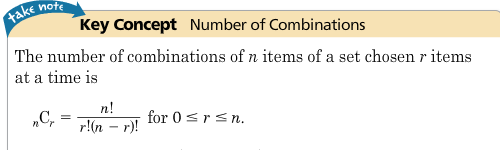 take note
Key Concept Number of Combinations
The number of combinations of n items of a set chosen r items
at a time is
ₙCᵣ = n!/r!(n − r)! for 0 ≤ r ≤ n.